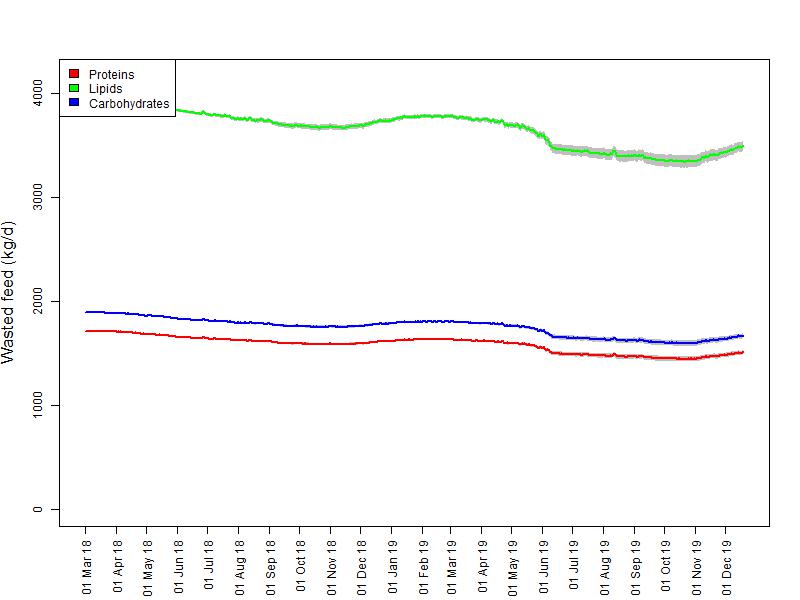 Proteins
Lipids
Carbohydrates
Wasted feed (kg/d)
4000
3000
2000
1000
0
01 Mar 18
01 Apr 18
01 May 18
01 Jun 18
01 Jul 18
01 Aug 18
01 Sep 18
01 Oct 18
01 Nov 18
01 Dec 18
01 Jan 19
01 Feb 19
01 Mar 19
01 Apr 19
01 May 19
01 Jun 19
01 Jul 19
01 Aug 19
01 Sep 19
01 Oct 19
01 Nov 19
01 Dec 19